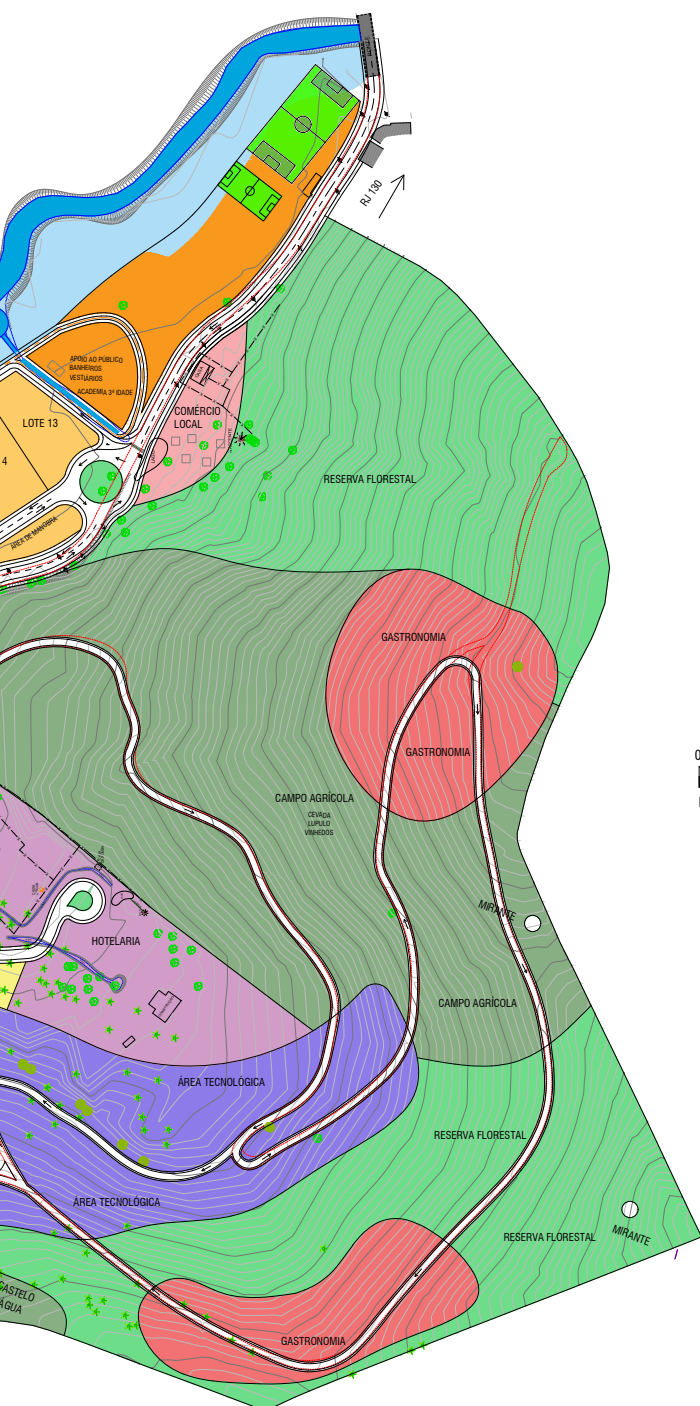 RJ 130
APOIO AO PÚBLICO
BANHEIROS
VESTIÁRIOS
ACADEMIA 3ª IDADE
LOTE 13
COMÉRCIO
LOCAL
4
RESERVA FLORESTAL
ÁREA DE MANOBRA
GASTRONOMIA
GASTRONOMIA
CAMPO AGRÍCOLA
CEVADA
LUPULO
VINHEDOS
MIRANTE
HOTELARIA
CAMPO AGRÍCOLA
ÁREA TECNOLÓGICA
RESERVA FLORESTAL
ÁREA TECNOLÓGICA
RESERVA FLORESTAL
MIRANTE
CASTELO
ÁGUA
GASTRONOMIA